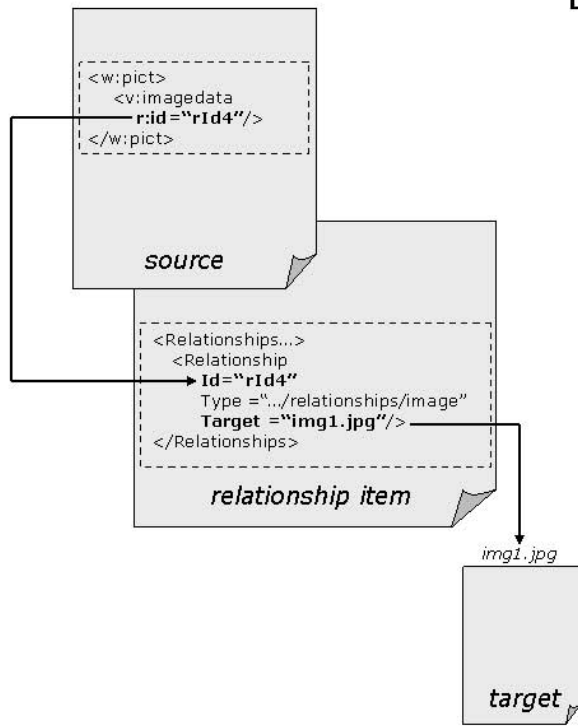 <w:pict>
<v:imagedata
r:id="rId4"/>
</w:pict>
source
<Relationships...>
<Relationship
Id="rId4"
Type =".../relationships/image"
Target ="img1.jpg"/>
</Relationships>
relationship item
img1.jpg
target